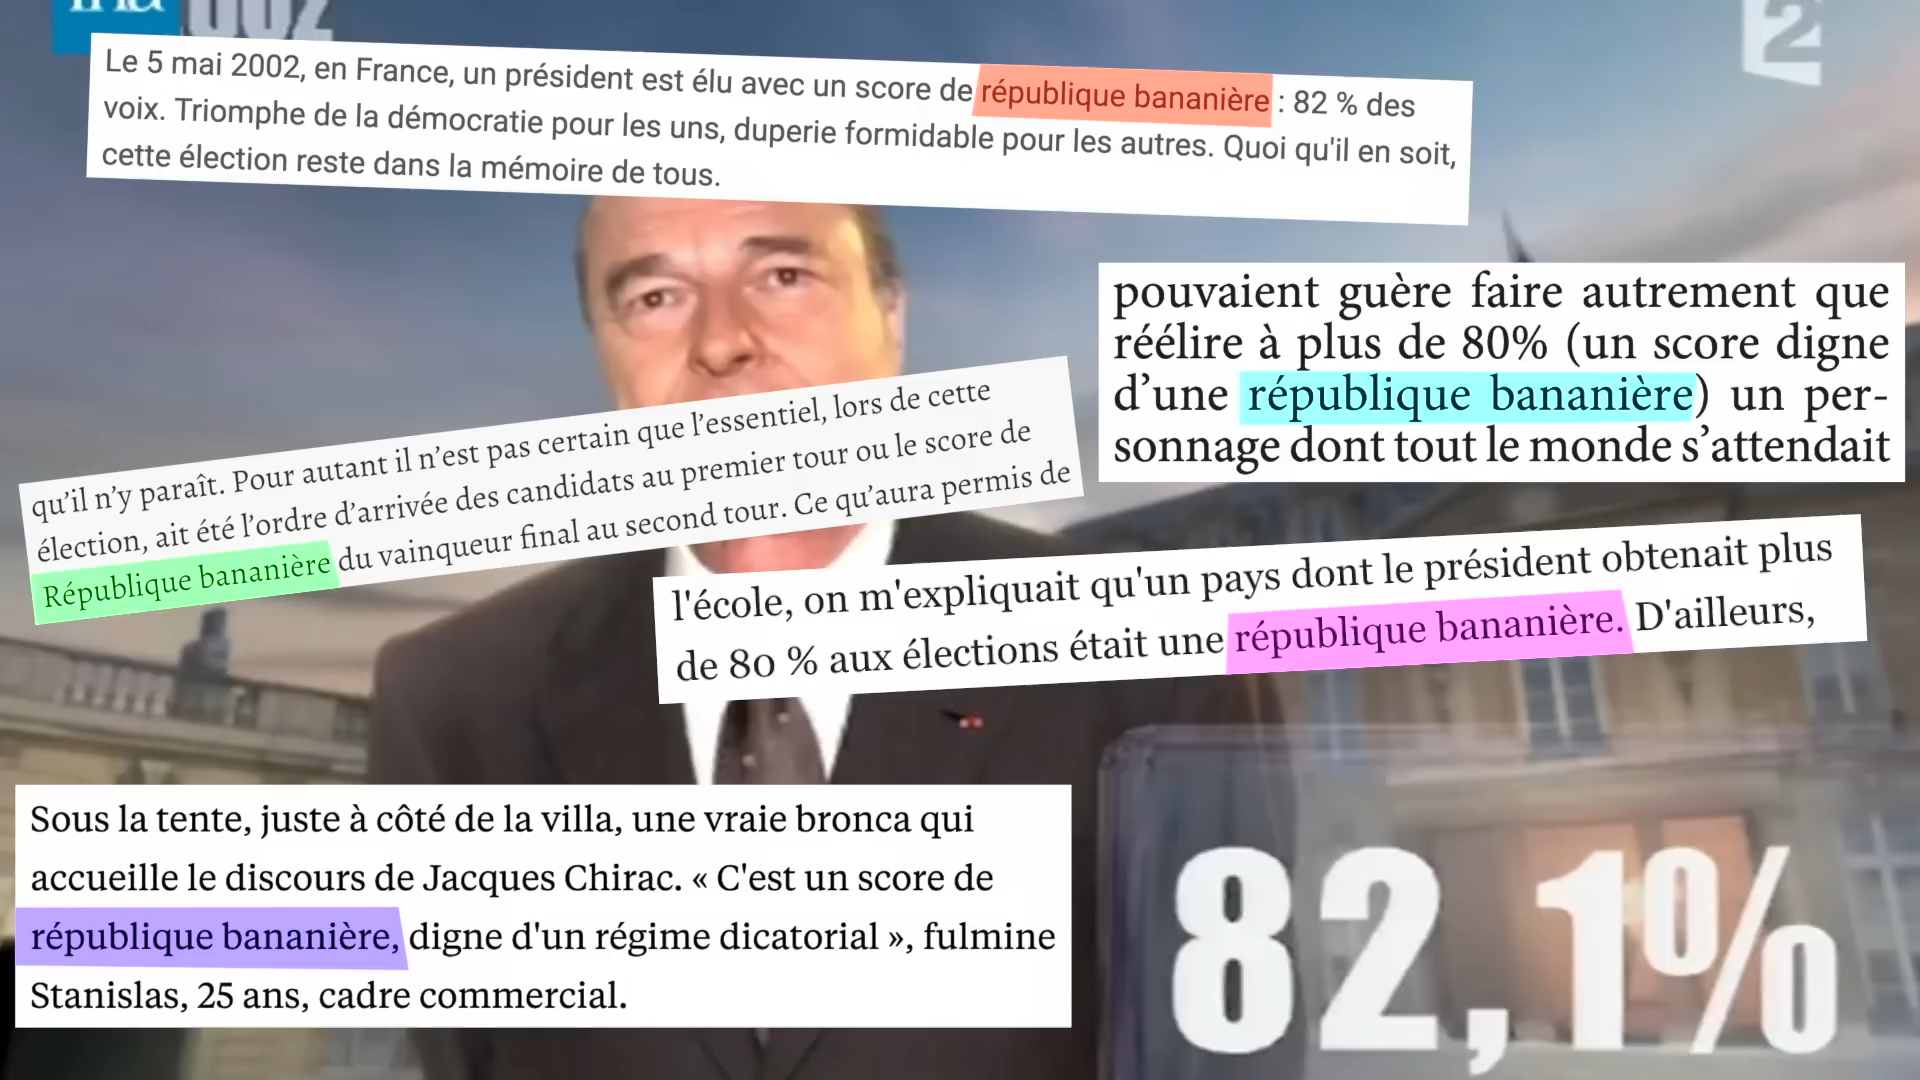 ina
002
2
Le 5 mai 2002, en France, un président est élu avec un score de république bananière : 82 % des
voix. Triomphe de la démocratie pour les uns, duperie formidable pour les autres. Quoi qu'il en soit,
cette élection reste dans la mémoire de tous.
pouvaient guère faire autrement que
réélire à plus de 80% (un score digne
d’une république bananière) un per-
sonnage dont tout le monde s’attendait
qu’il n’y paraît. Pour autant il n’est pas certain que l’essentiel, lors de cette
élection, ait été l’ordre d’arrivée des candidats au premier tour ou le score de
République bananière du vainqueur final au second tour. Ce qu’aura permis de
l'école, on m'expliquait qu'un pays dont le président obtenait plus
de 80 % aux élections était une république bananière. D'ailleurs,
Sous la tente, juste à côté de la villa, une vraie bronca qui
accueille le discours de Jacques Chirac. « C'est un score de
république bananière, digne d'un régime dicatorial », fulmine
Stanislas, 25 ans, cadre commercial.
82,1%